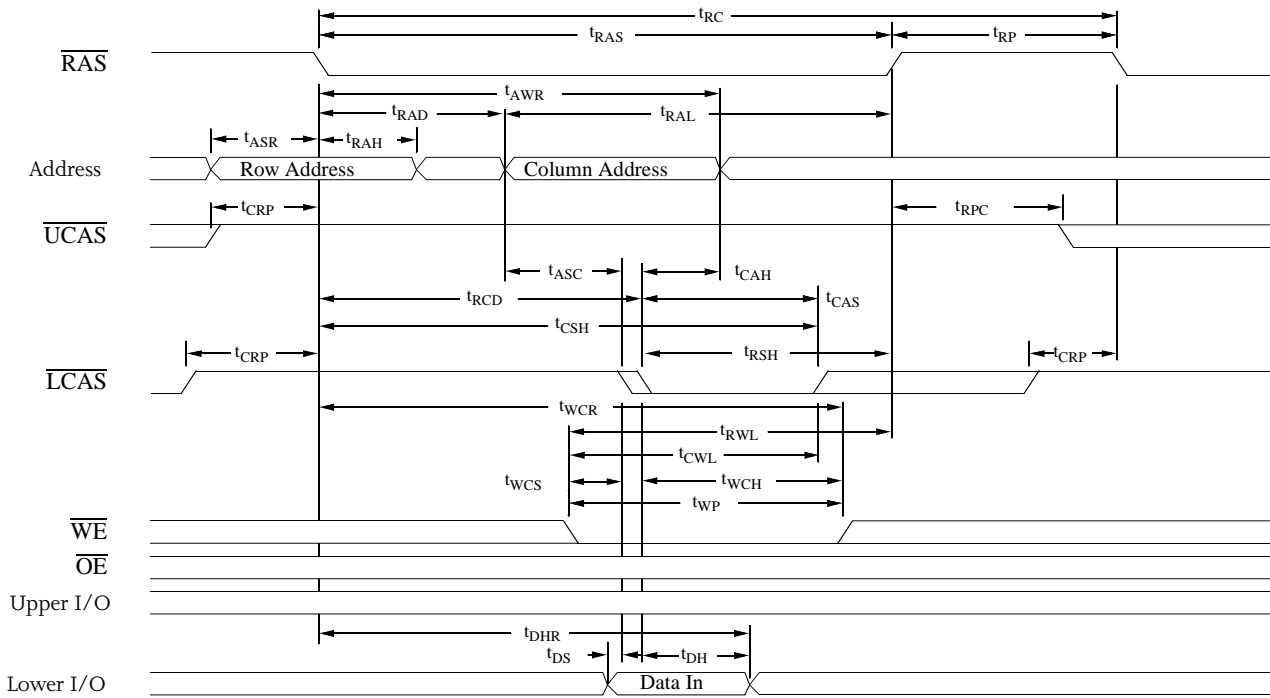 tRC
tRAS tRP
RAS
tAWR
tRAD tRAL
tASR tRAH
Address Row Address Column Address
tCRP tRPC
UCAS
tASC tCAH
tRCD tCAS
tCSH
tCRP tRSH tCRP
LCAS
tWCR
tRWL
tCWL
tWCS tWCH
tWP
WE
OE
Upper I/O
tDHR
tDS tDH
Lower I/O Data In